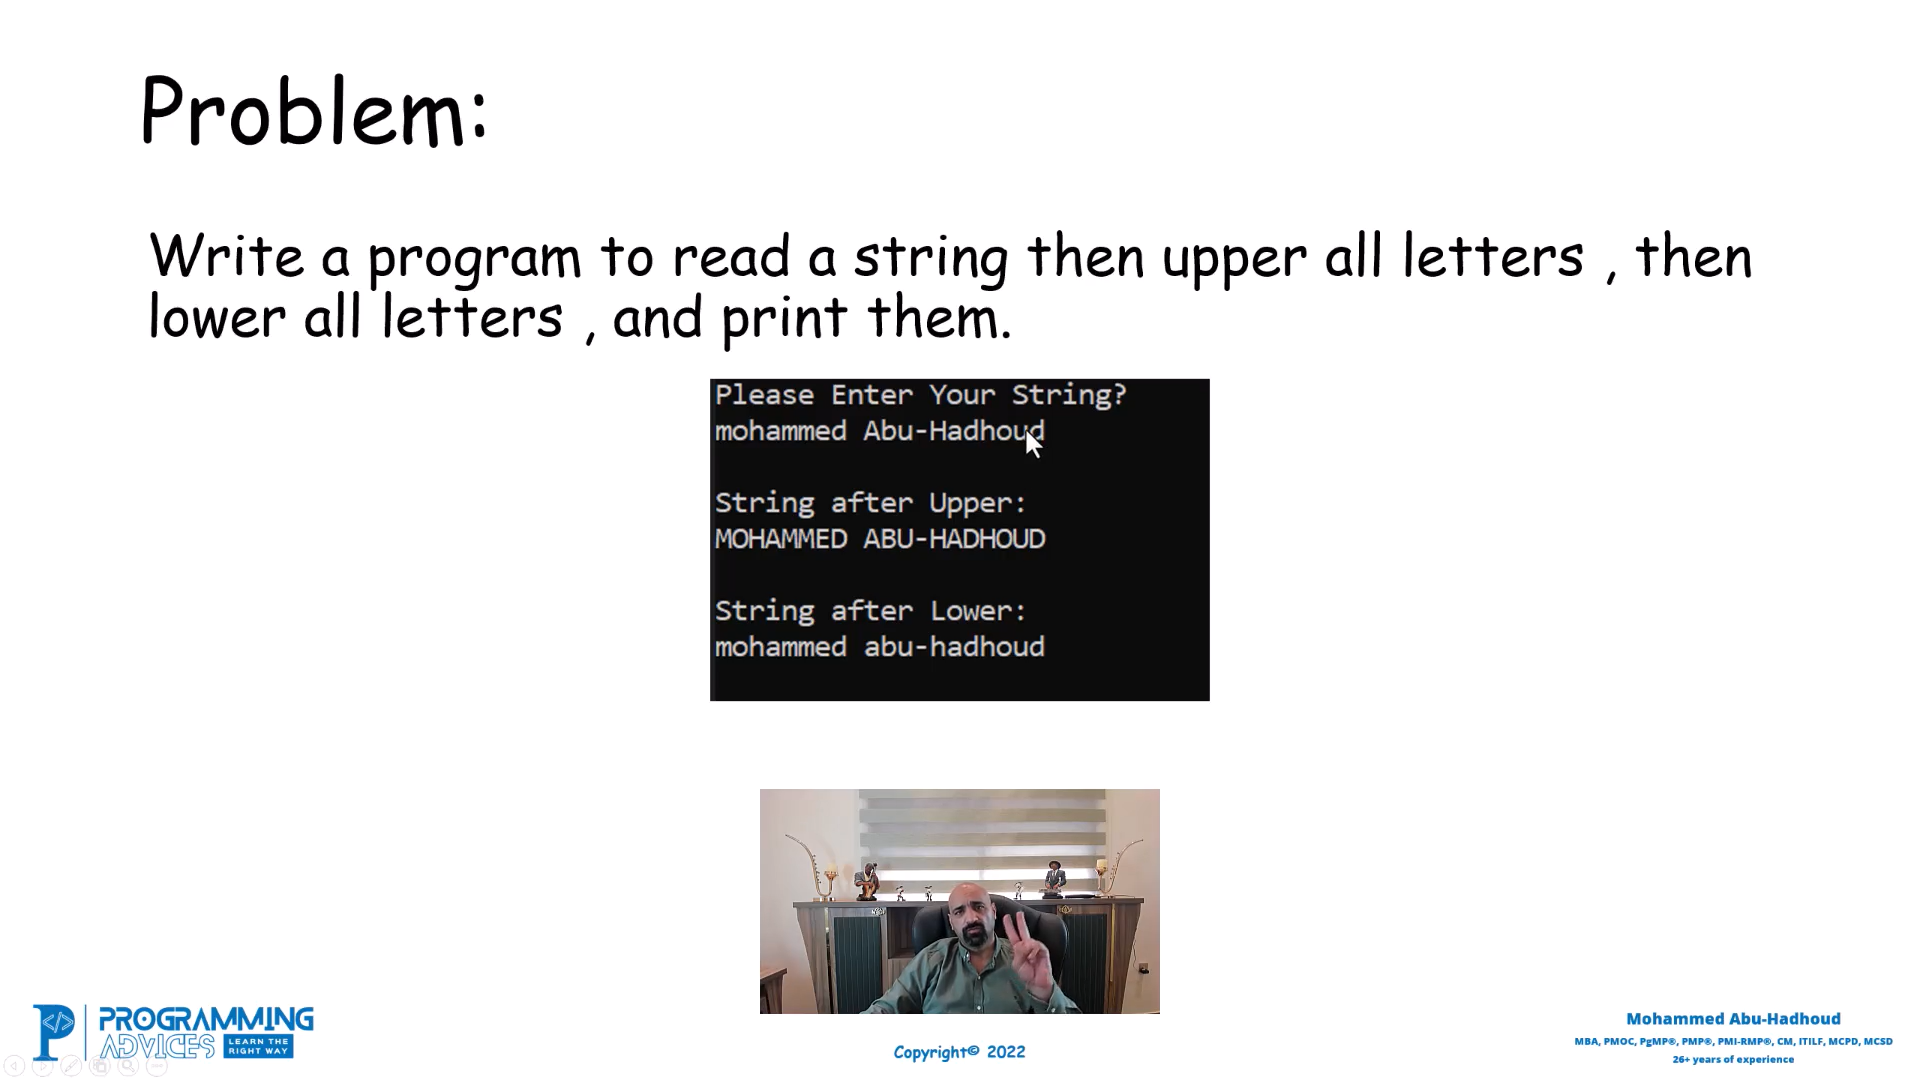 Problem:
Write a program to read a string then upper all letters , then
lower all letters , and print them.
Please Enter Your String?
mohammed Abu-Hadhoud
String after Upper:
MOHAMMED ABU-HADHOUD
String after Lower:
mohammed abu-hadhoud
P </>
PROGRAMMING
ADVICES
LEARN THE
RIGHT WAY
Copyright© 2022
Mohammed Abu-Hadhoud
MBA, PMOC, PgMP®, PMP®, PMI-RMP®, CM, ITILF, MCPD, MCSD
26+ years of experience